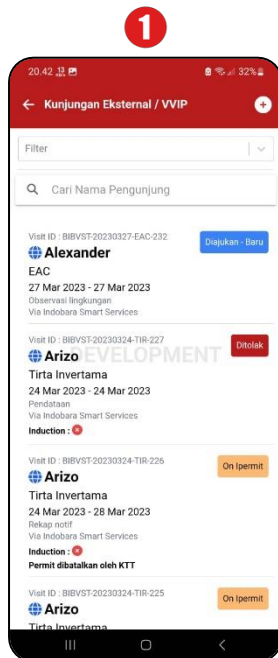 1
20.42 13 32%
Kunjungan Eksternal / VVIP
Filter
Cari Nama Pengunjung
Visit ID : BIBVST-20230327-EAC-232
Diajukan - Baru
Alexander
EAC
27 Mar 2023 - 27 Mar 2023
Observasi lingkungan
Via Indobara Smart Services
Visit ID : BIBVST-20230324-TIR-227
Ditolak
Arizo
DEVELOPMENT
Tirta Invertama
24 Mar 2023 - 24 Mar 2023
Pendataan
Via Indobara Smart Services
Induction :
Visit ID : BIBVST-20230324-TIR-226
On Ipermit
Arizo
Tirta Invertama
24 Mar 2023 - 28 Mar 2023
Rekap notif
Via Indobara Smart Services
Induction :
Permit dibatalkan oleh KTT
Visit ID : BIBVST-20230324-TIR-225
On Ipermit
Arizo
Tirta Invertama